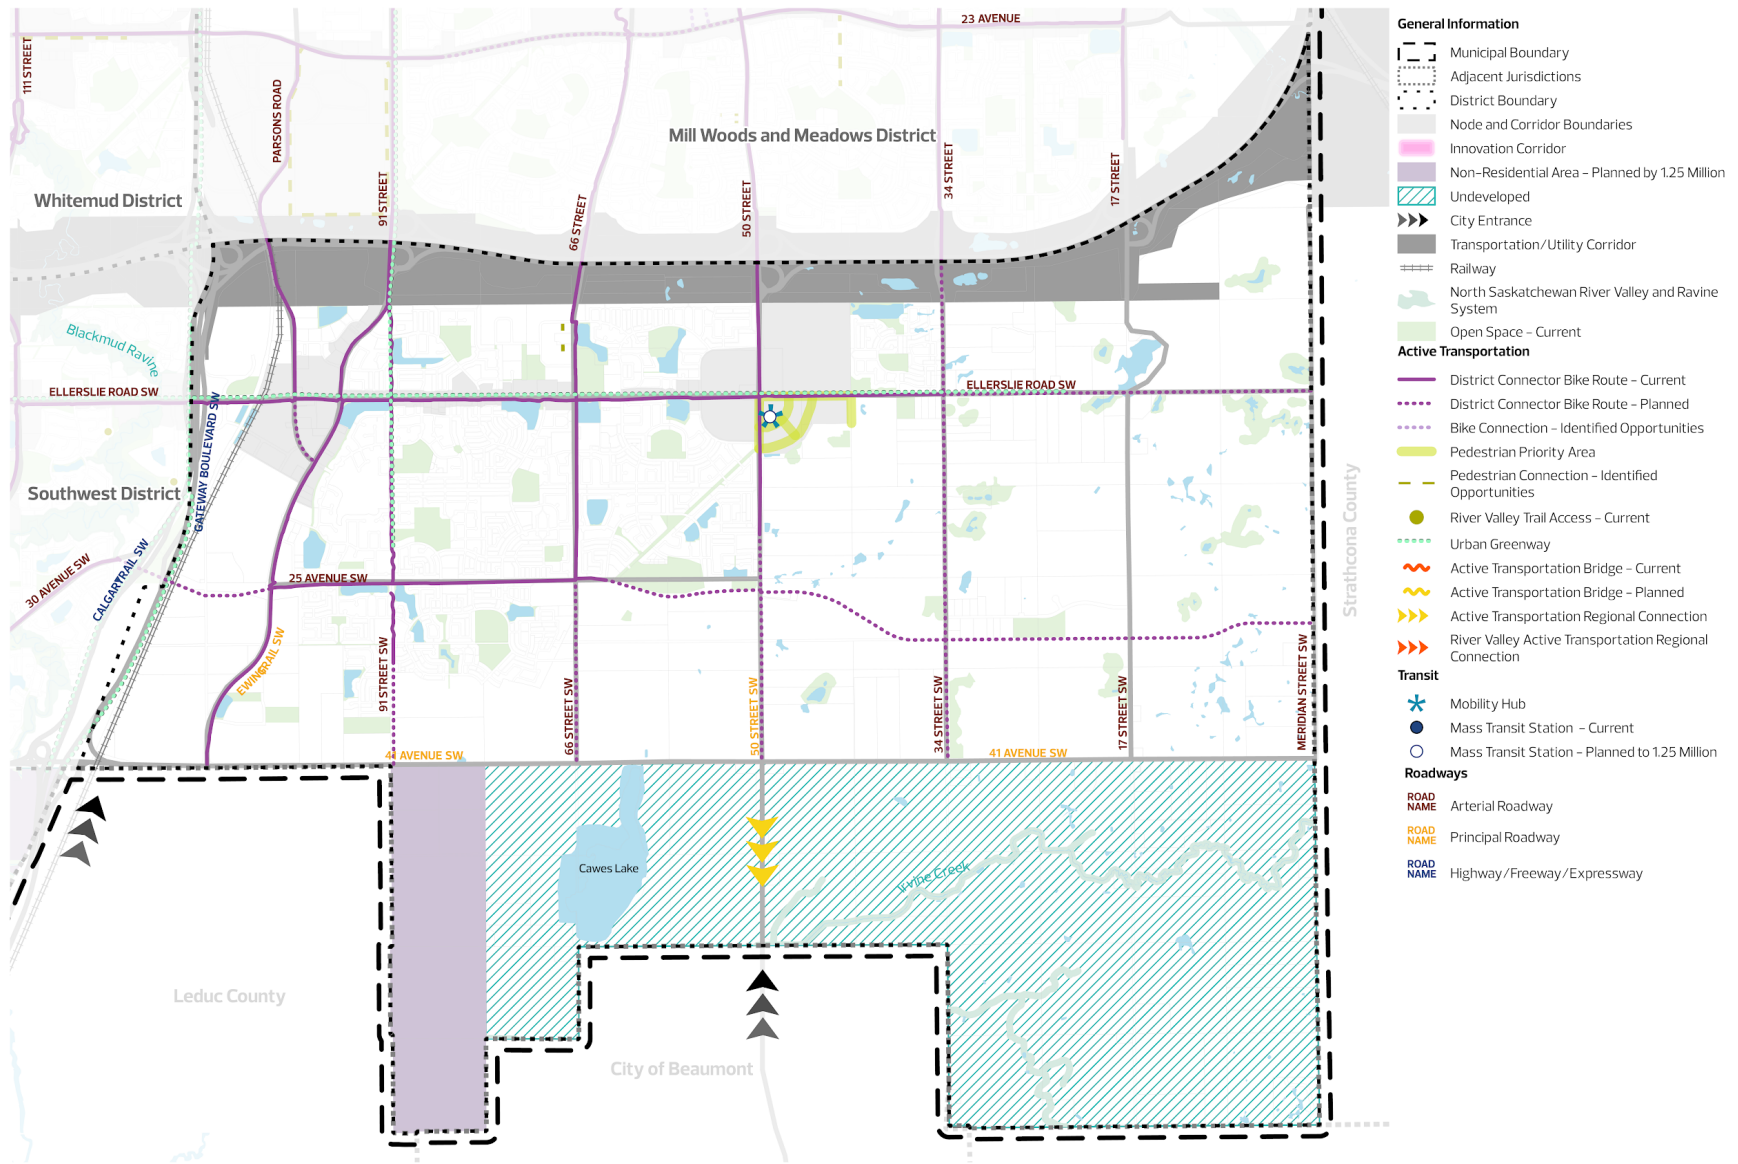 23 AVENUE
111 STREET
PARSONS ROAD
Mill Woods and Meadows District
34 STREET
17 STREET
91 STREET
50 STREET
66 STREET
Whitemud District
Blackmud Ravine
ELLERSLIE ROAD SW
ELLERSLIE ROAD SW
GATEWAY BOULEVARD SW
Southwest District
Strathcona County
30 AVENUE SW
CALGARY TRAIL SW
25 AVENUE SW
EWING TRAIL SW
91 STREET SW
66 STREET SW
50 STREET SW
34 STREET SW
17 STREET SW
MERIDIAN STREET SW
41 AVENUE SW
41 AVENUE SW
Cawes Lake
Irvine Creek
Leduc County
City of Beaumont
General Information
Municipal Boundary
Adjacent Jurisdictions
District Boundary
Node and Corridor Boundaries
Innovation Corridor
Non-Residential Area - Planned by 1.25 Million
Undeveloped
City Entrance
Transportation/Utility Corridor
Railway
North Saskatchewan River Valley and Ravine
System
Open Space - Current
Active Transportation
District Connector Bike Route - Current
District Connector Bike Route - Planned
Bike Connection - Identified Opportunities
Pedestrian Priority Area
Pedestrian Connection - Identified
Opportunities
River Valley Trail Access - Current
Urban Greenway
Active Transportation Bridge - Current
Active Transportation Bridge - Planned
Active Transportation Regional Connection
River Valley Active Transportation Regional
Connection
Transit
Mobility Hub
Mass Transit Station - Current
Mass Transit Station - Planned to 1.25 Million
Roadways
ROAD
NAME
Arterial Roadway
ROAD
NAME
Principal Roadway
ROAD
NAME
Highway/Freeway/Expressway